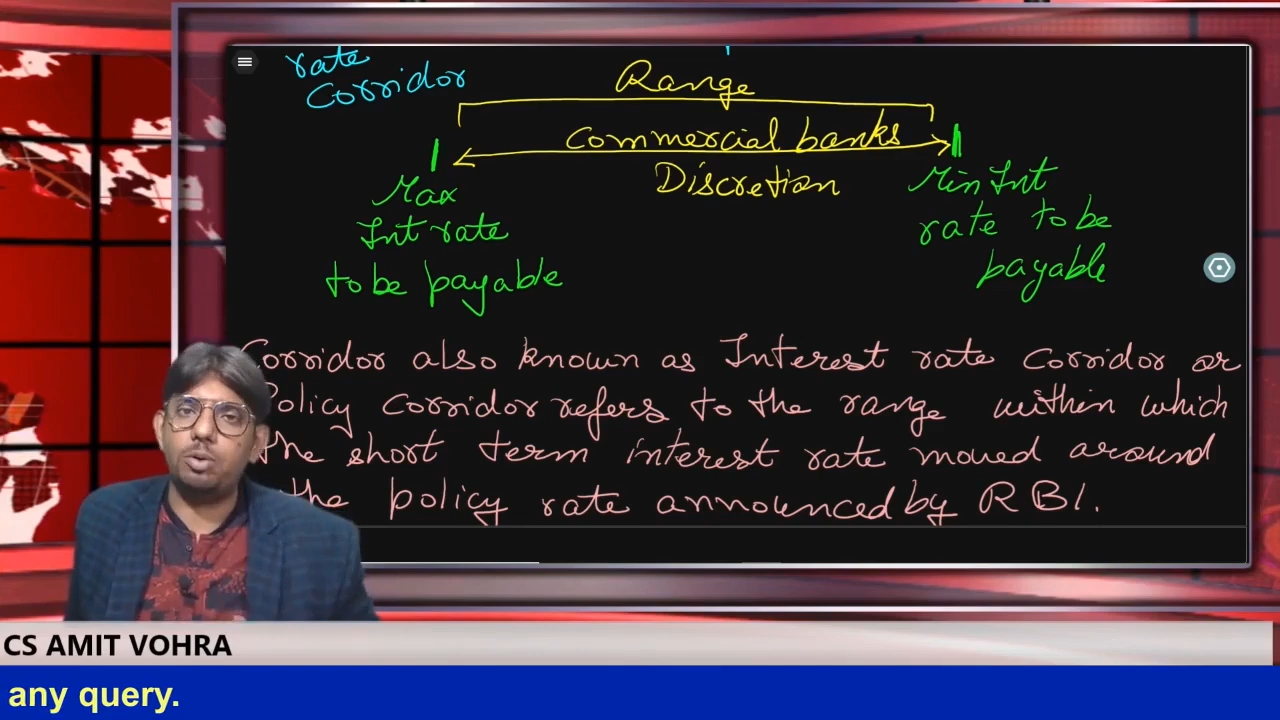 rate
Corridor
Range
Commercial banks
Discretion
Max
Int rate
to be payable
Min Int
rate to be
payable
Corridor also known as Interest rate corridor or
Policy corridor refers to the range within which
the short term interest rate moved around
the policy rate announced by RBI.
CS AMIT VOHRA
any query.